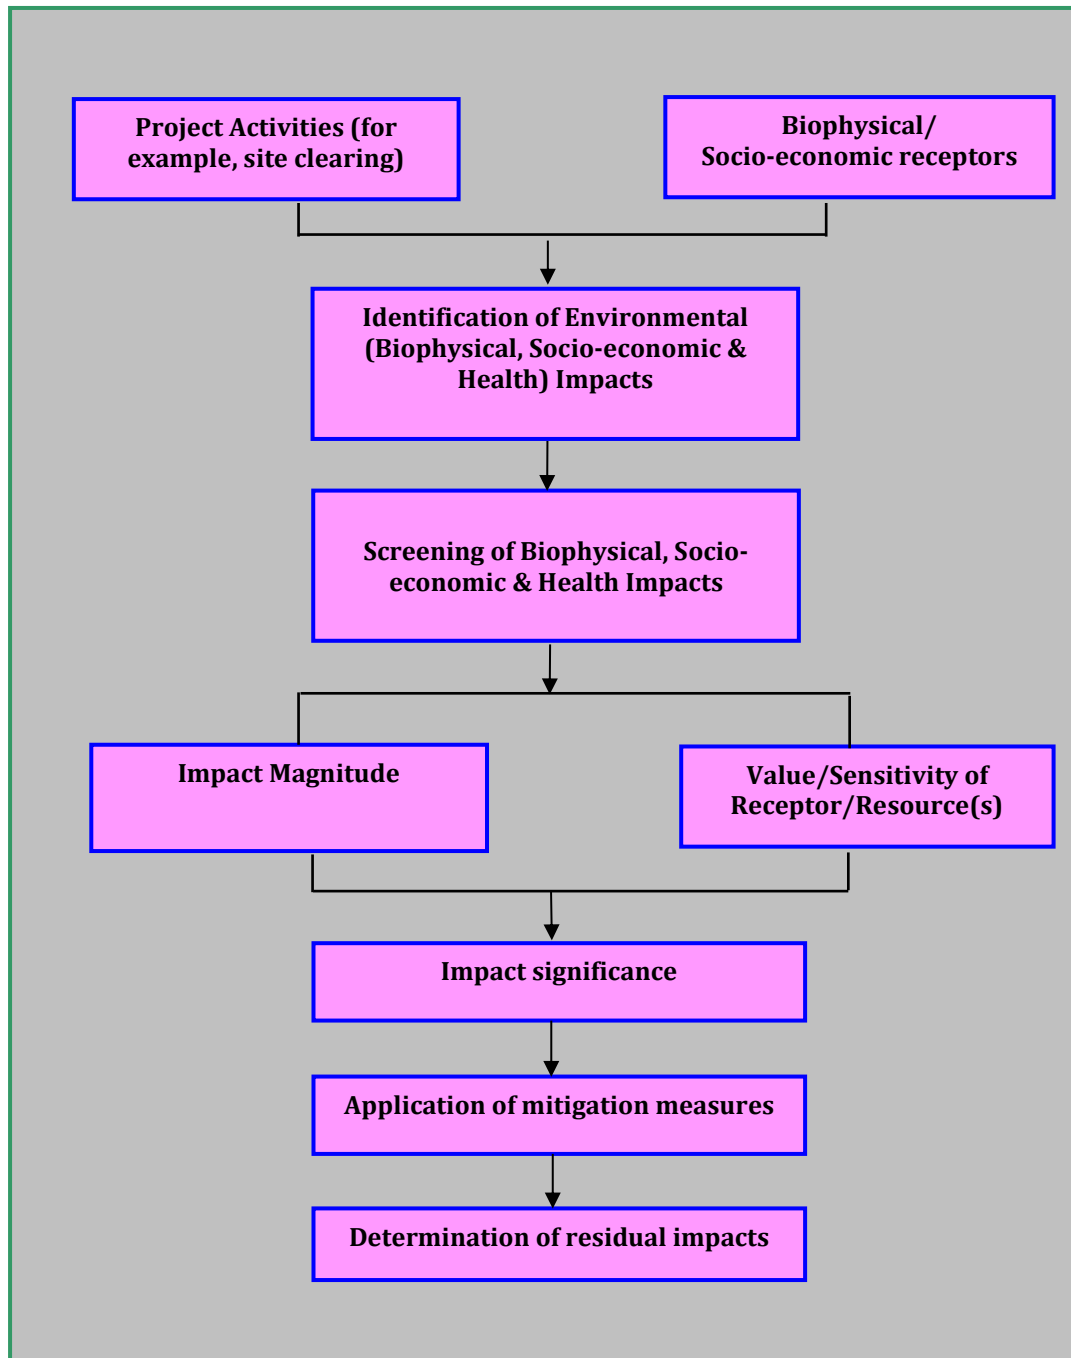 Project Activities (for
example, site clearing)
Biophysical/
Socio-economic receptors
Identification of Environmental
(Biophysical, Socio-economic &
Health) Impacts
Screening of Biophysical, Socio-
economic & Health Impacts
Impact Magnitude
Value/Sensitivity of
Receptor/Resource(s)
Impact significance
Application of mitigation measures
Determination of residual impacts